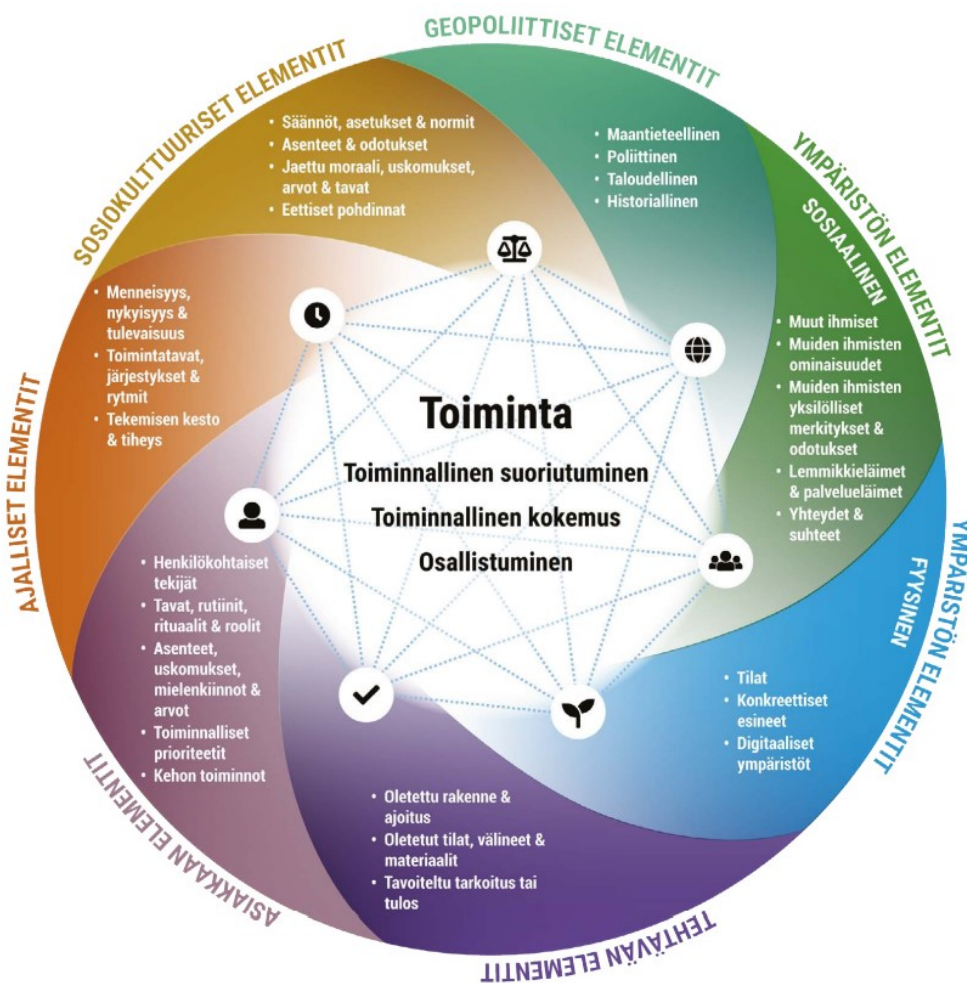 GEOPOLIITTISET ELEMENTIT
• Maantieteellinen
• Poliittinen
• Taloudellinen
• Historiallinen
YMPÄRISTÖN ELEMENTIT
SOSIAALINEN
• Muut ihmiset
• Muiden ihmisten
ominaisuudet
• Muiden ihmisten
yksilölliset
merkitykset &
odotukset
• Lemmikkieläimet
& palvelueläimet
• Yhteydet &
suhteet
YMPÄRISTÖN ELEMENTIT
FYYSINEN
• Tilat
• Konkreettiset
esineet
• Digitaaliset
ympäristöt
TEHTÄVÄN ELEMENTIT
• Oletettu rakenne &
ajoitus
• Oletetut tilat, välineet &
materiaalit
• Tavoiteltu tarkoitus tai
tulos
ASIAKKAAN ELEMENTIT
• Henkilökohtaiset
tekijät
• Tavat, rutiinit,
rituaalit & roolit
• Asenteet,
uskomukset,
mielenkiinnot &
arvot
• Toiminnalliset
prioriteetit
• Kehon toiminnot
AJALLISET ELEMENTIT
• Menneisyys,
nykyisyys &
tulevaisuus
• Toimintatavat,
järjestykset &
rytmit
• Tekemisen kesto
& tiheys
SOSIOKULTTUURISET ELEMENTIT
• Säännöt, asetukset & normit
• Asenteet & odotukset
• Jaettu moraali, uskomukset,
arvot & tavat
• Eettiset pohdinnat
Toiminta
Toiminnallinen suoriutuminen
Toiminnallinen kokemus
Osallistuminen